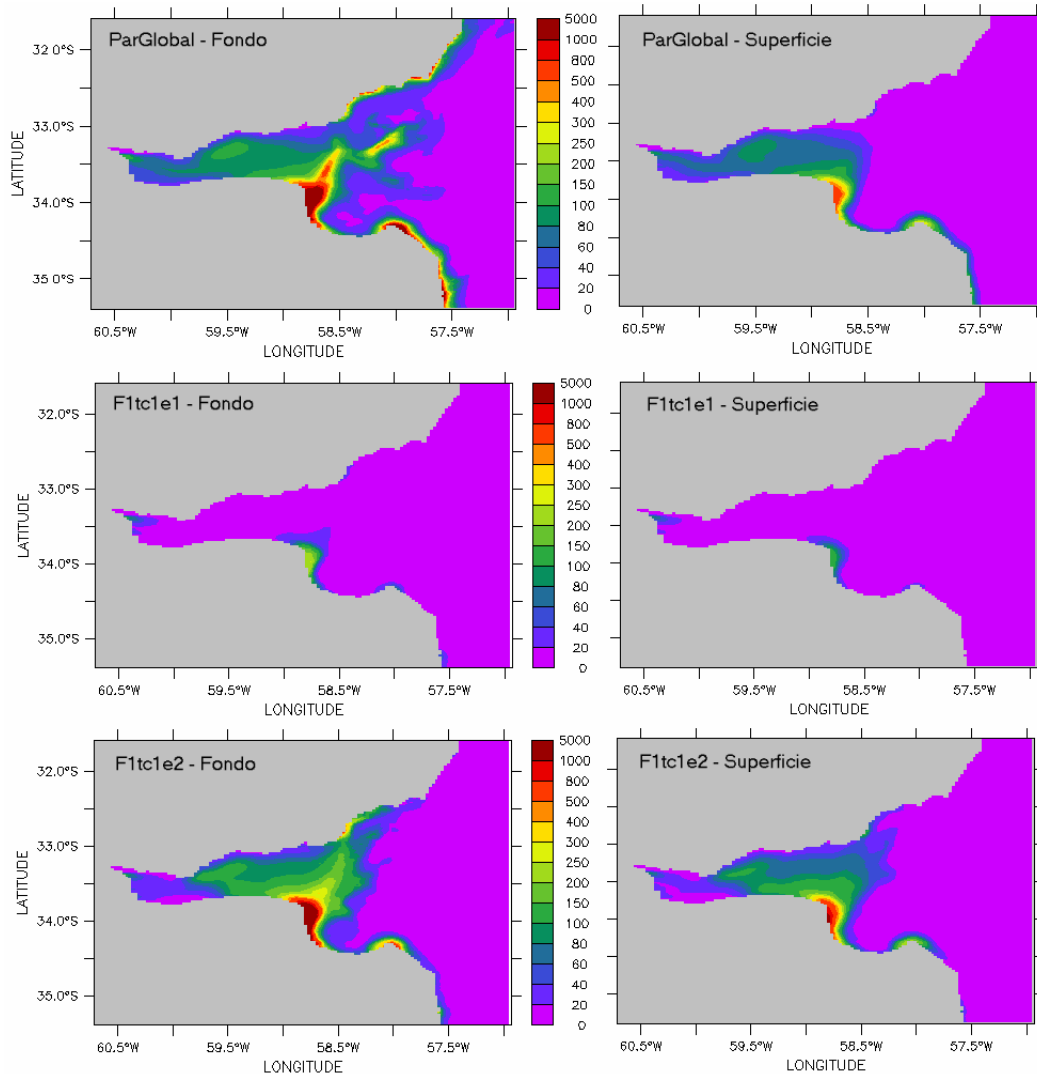 ParGlobal - Fondo
32 0°S
33.0°S
34.0°S
35 0°S
LATITUDE
60.5°W 59.5°W 58.5°W 57.5°W
LONGITUDE
5000
1000
800
500
400
300
250
200
150
100
80
60
40
20
0
ParGlobal - Superficie
60.5°W 59.5°W 58.5°W 57.5°W
LONGITUDE
F1tc1e1 - Fondo
32.0°S
33.0°S
34.0°S
35.0°S
LATITUDE
60.5°W 59.5°W 58.5°W 57.5°W
LONGITUDE
5000
1000
800
500
400
300
250
200
150
100
80
60
40
20
0
F1tc1e1 - Superficie
60.5°W 59.5°W 58.5°W 57.5°W
LONGITUDE
F1tc1e2 - Fondo
32.0°S
33.0°S
34.0°S
35.0°S
LATITUDE
60.5°W 59.5°W 58.5°W 57.5°W
LONGITUDE
5000
1000
800
500
400
300
250
200
150
100
80
60
40
20
0
F1tc1e2 - Superficie
60.5°W 59.5°W 58.5°W 57.5°W
LONGITUDE